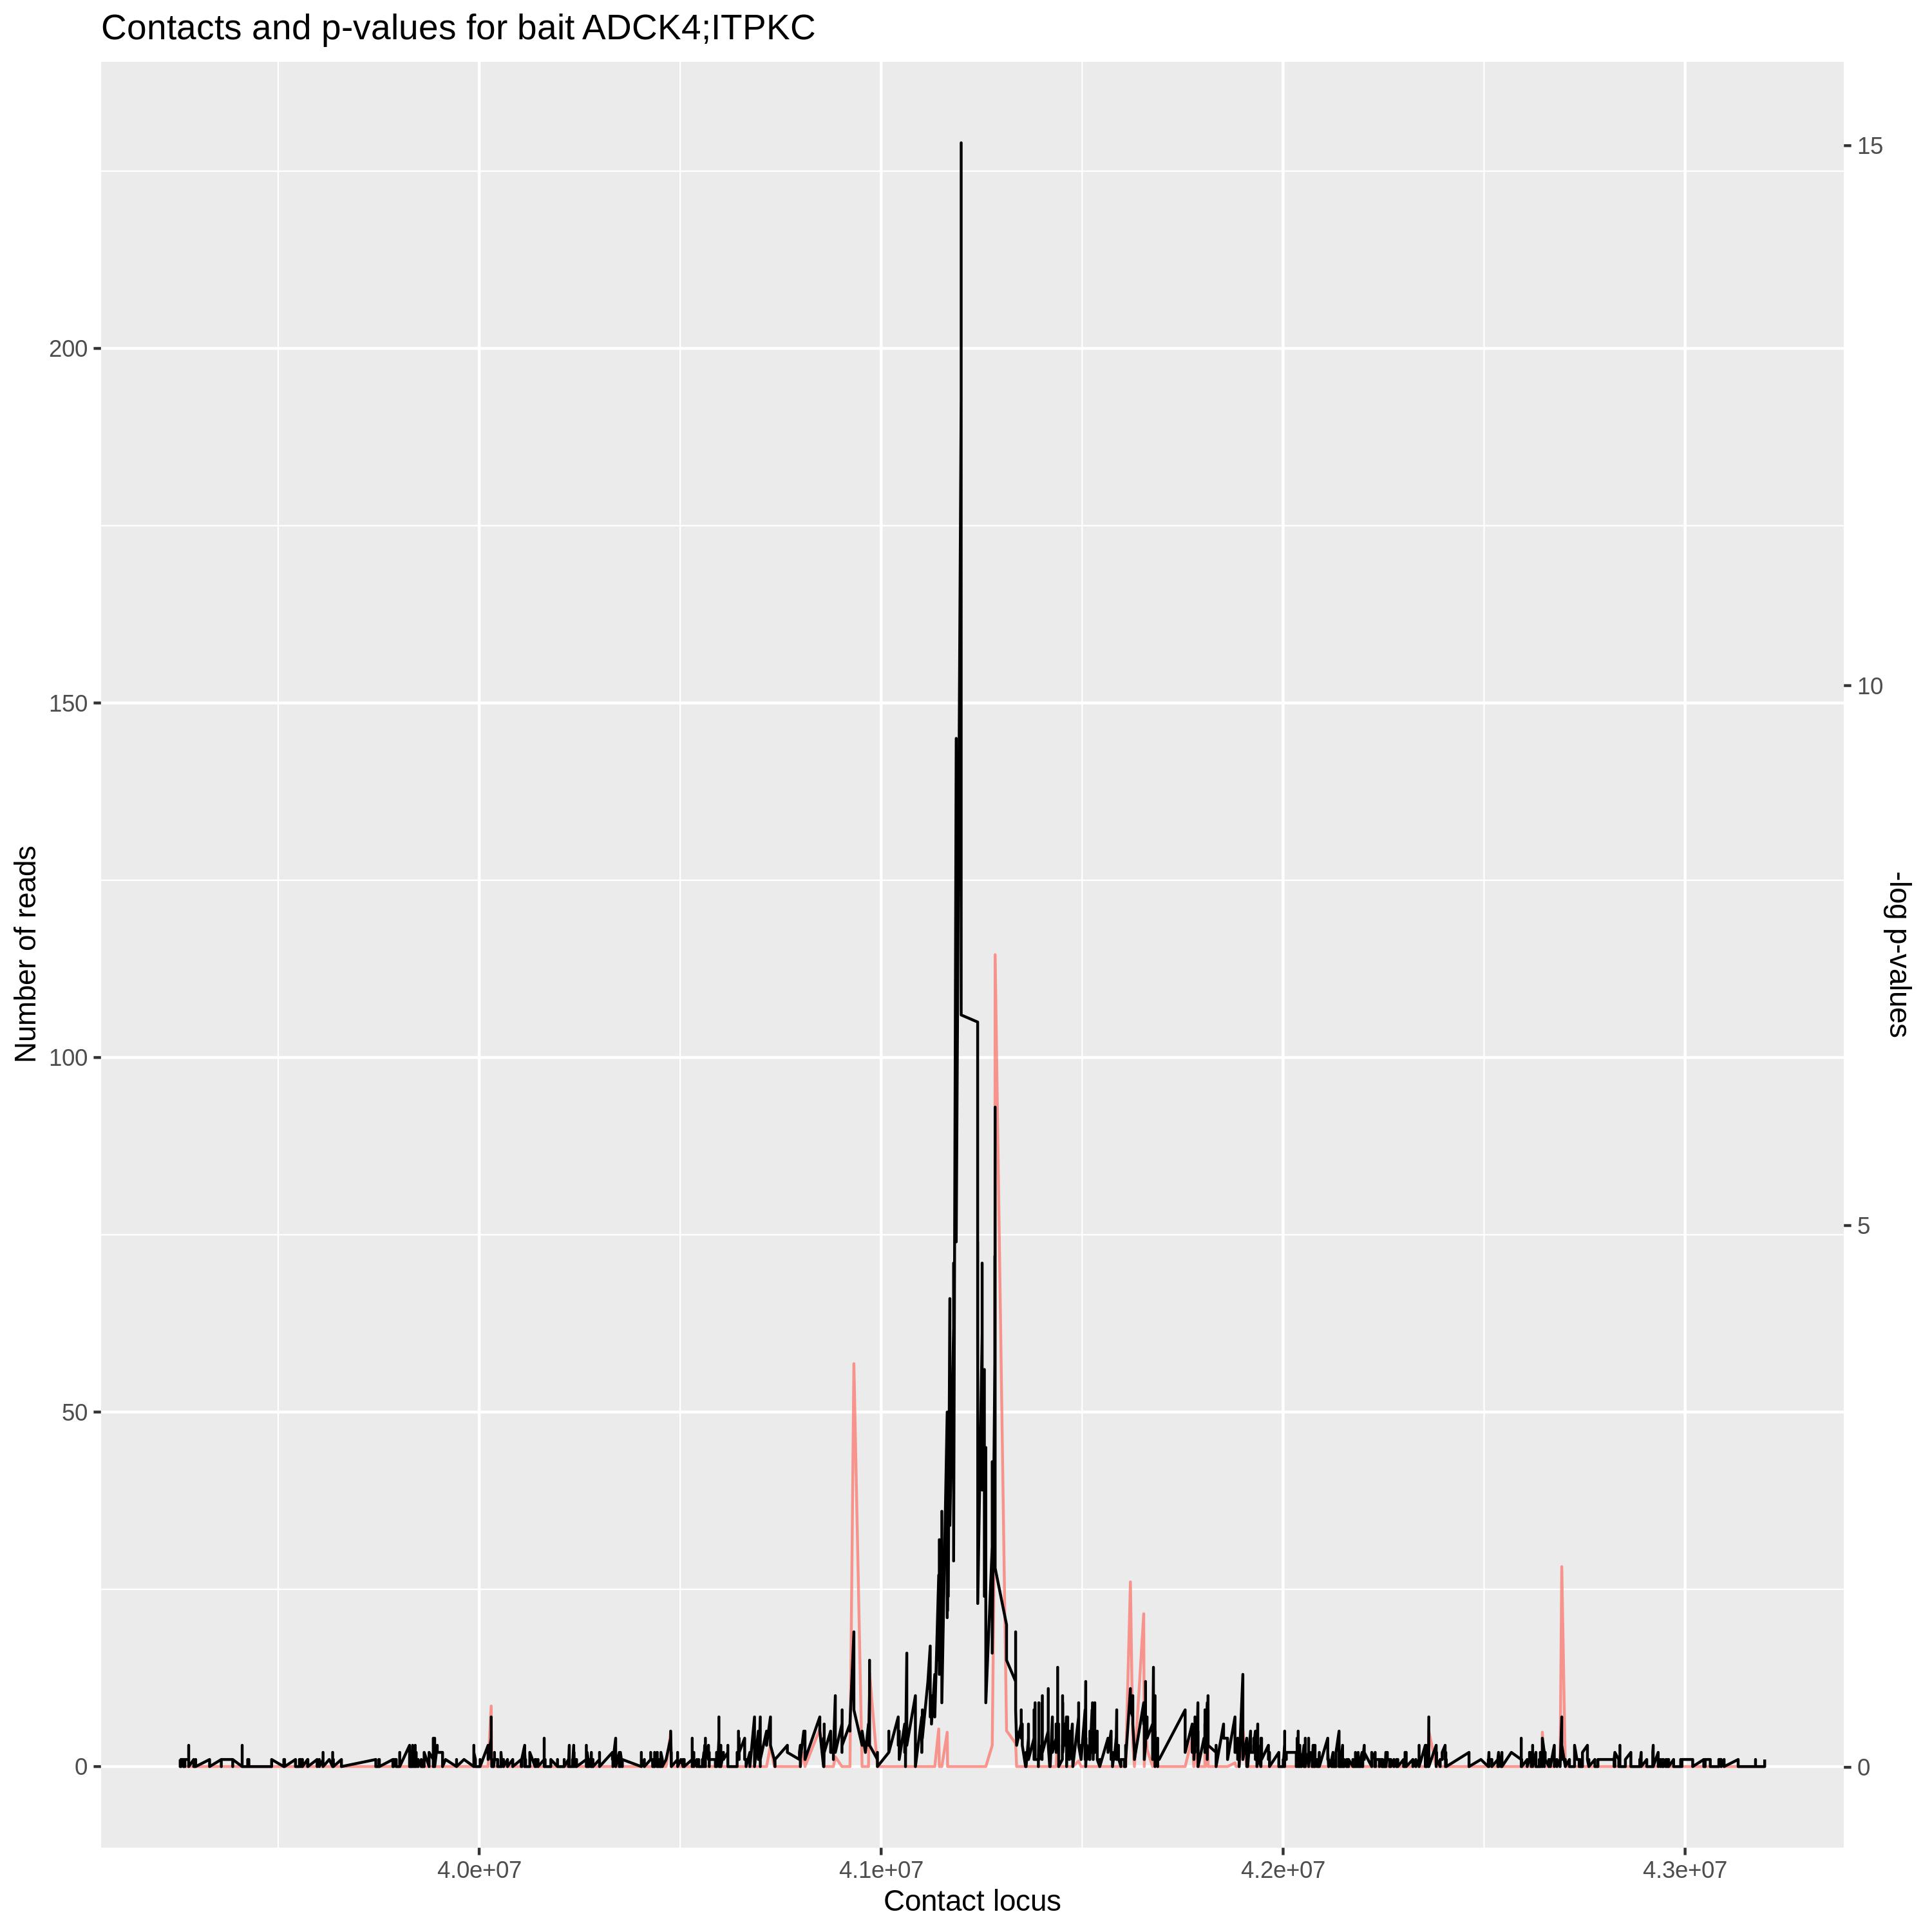 Contacts and p-values for bait ADCK4;ITPKC
Number of reads
200
150
100
50
0
15
10
5
0
-log p-values
4.0e+07 4.1e+07 4.2e+07 4.3e+07
Contact locus